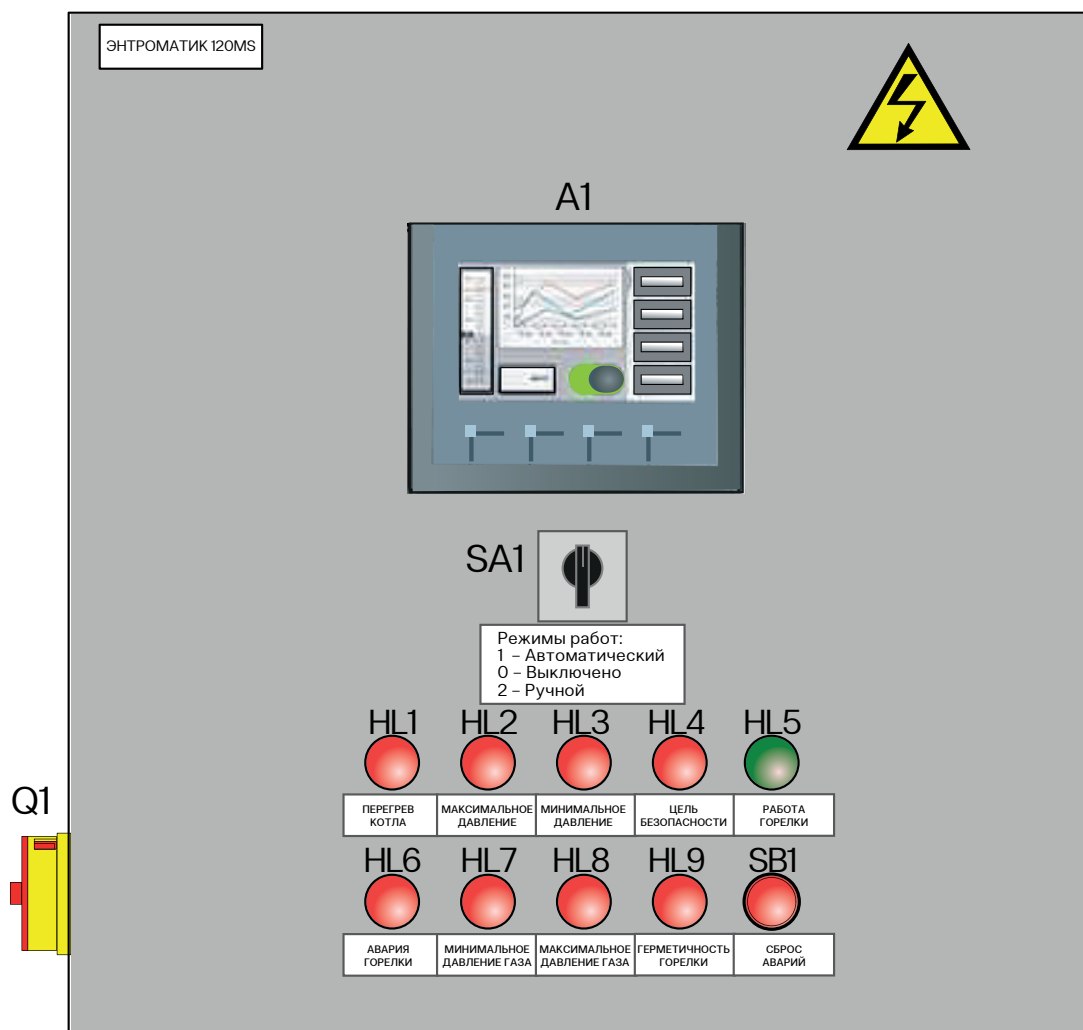 ЭНТРОМАТИК 120MS
A1
SA1
Режимы работ:
1 – Автоматический
0 – Выключено
2 – Ручной
HL1 HL2 HL3 HL4 HL5
ПЕРЕГРЕВ
КОТЛА
МАКСИМАЛЬНОЕ
ДАВЛЕНИЕ
МИНИМАЛЬНОЕ
ДАВЛЕНИЕ
ЦЕЛЬ
БЕЗОПАСНОСТИ
РАБОТА
ГОРЕЛКИ
Q1
HL6 HL7 HL8 HL9 SB1
АВАРИЯ
ГОРЕЛКИ
МИНИМАЛЬНОЕ
ДАВЛЕНИЕ ГАЗА
МАКСИМАЛЬНОЕ
ДАВЛЕНИЕ ГАЗА
ГЕРМЕТИЧНОСТЬ
ГОРЕЛКИ
СБРОС
АВАРИЙ